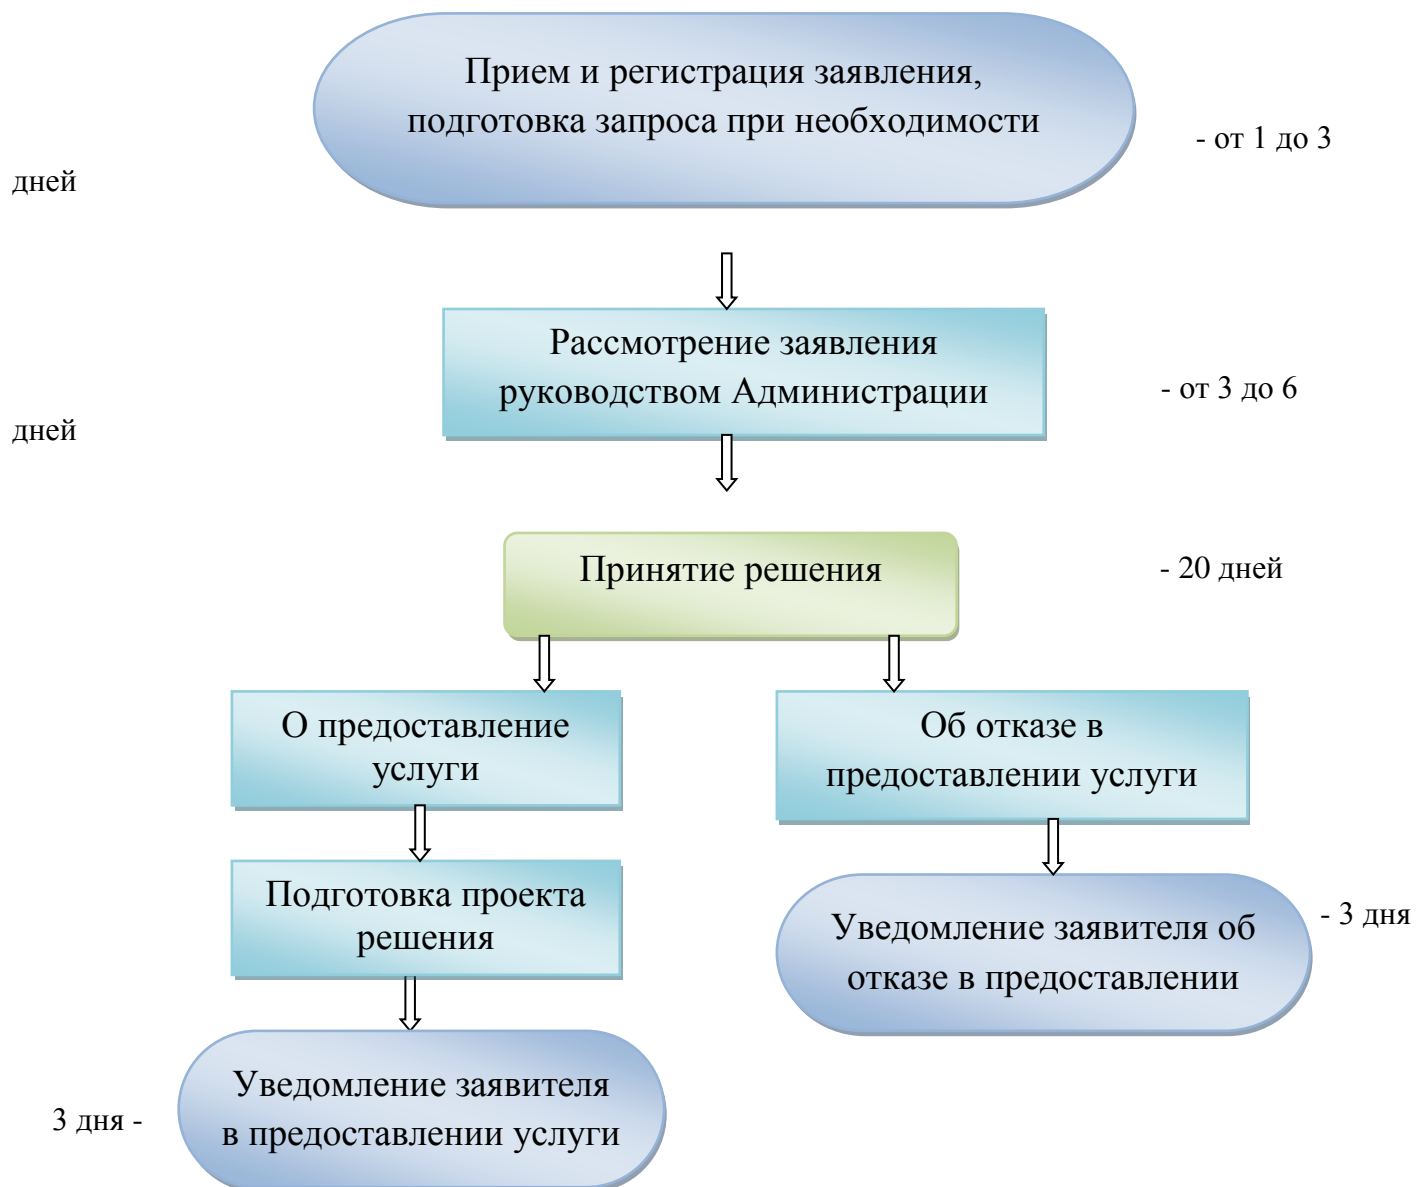 Прием и регистрация заявления,
подготовка запроса при необходимости
- от 1 до 3
дней
Рассмотрение заявления
руководством Администрации
- от 3 до 6
дней
Принятие решения
- 20 дней
О предоставление
услуги
Об отказе в
предоставлении услуги
Подготовка проекта
решения
Уведомление заявителя об
отказе в предоставлении
- 3 дня
Уведомление заявителя
в предоставлении услуги
3 дня -